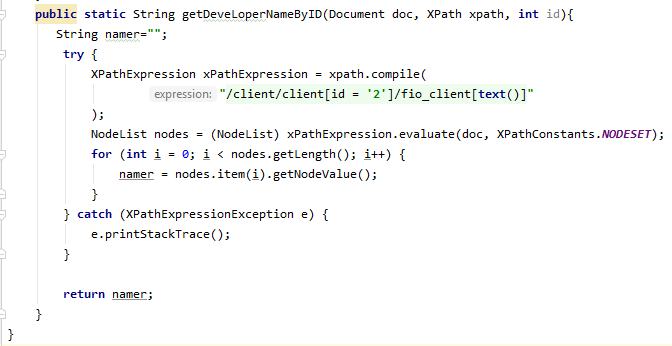 public static String getDeveLoperNameByID(Document doc, XPath xpath, int id){
String namer="";
try {
XPathExpression xPathExpression = xpath.compile(
expression: "/client/client[id = '2']/fio_client[text()]"
);
NodeList nodes = (NodeList) xPathExpression.evaluate(doc, XPathConstants.NODESET);
for (int i = 0; i < nodes.getLength(); i++) {
namer = nodes.item(i).getNodeValue();
}
} catch (XPathExpressionException e) {
e.printStackTrace();
}
return namer;
}
}